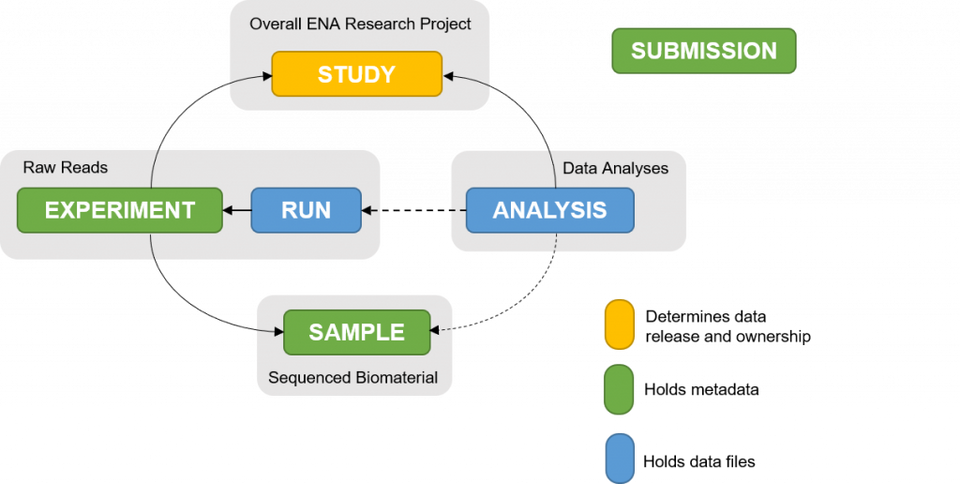 Overall ENA Research Project
STUDY
SUBMISSION
Raw Reads
Data Analyses
EXPERIMENT
RUN
ANALYSIS
SAMPLE
Sequenced Biomaterial
Determines data
release and ownership
Holds metadata
Holds data files